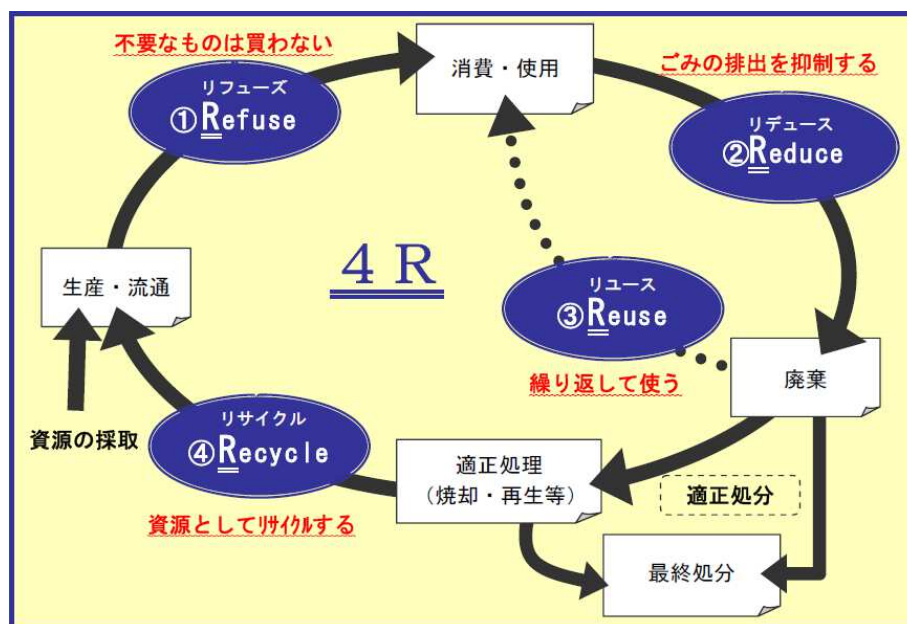 不要なものは買わない
リフューズ
①Refuse
消費・使用
ごみの排出を抑制する
リデュース
②Reduce
4 R
生産・流通
リユース
③Reuse
繰り返して使う
廃棄
資源の採取
リサイクル
④Recycle
資源としてﾘｻｲｸﾙする
適正処理
（焼却・再生等）
適正処分
最終処分